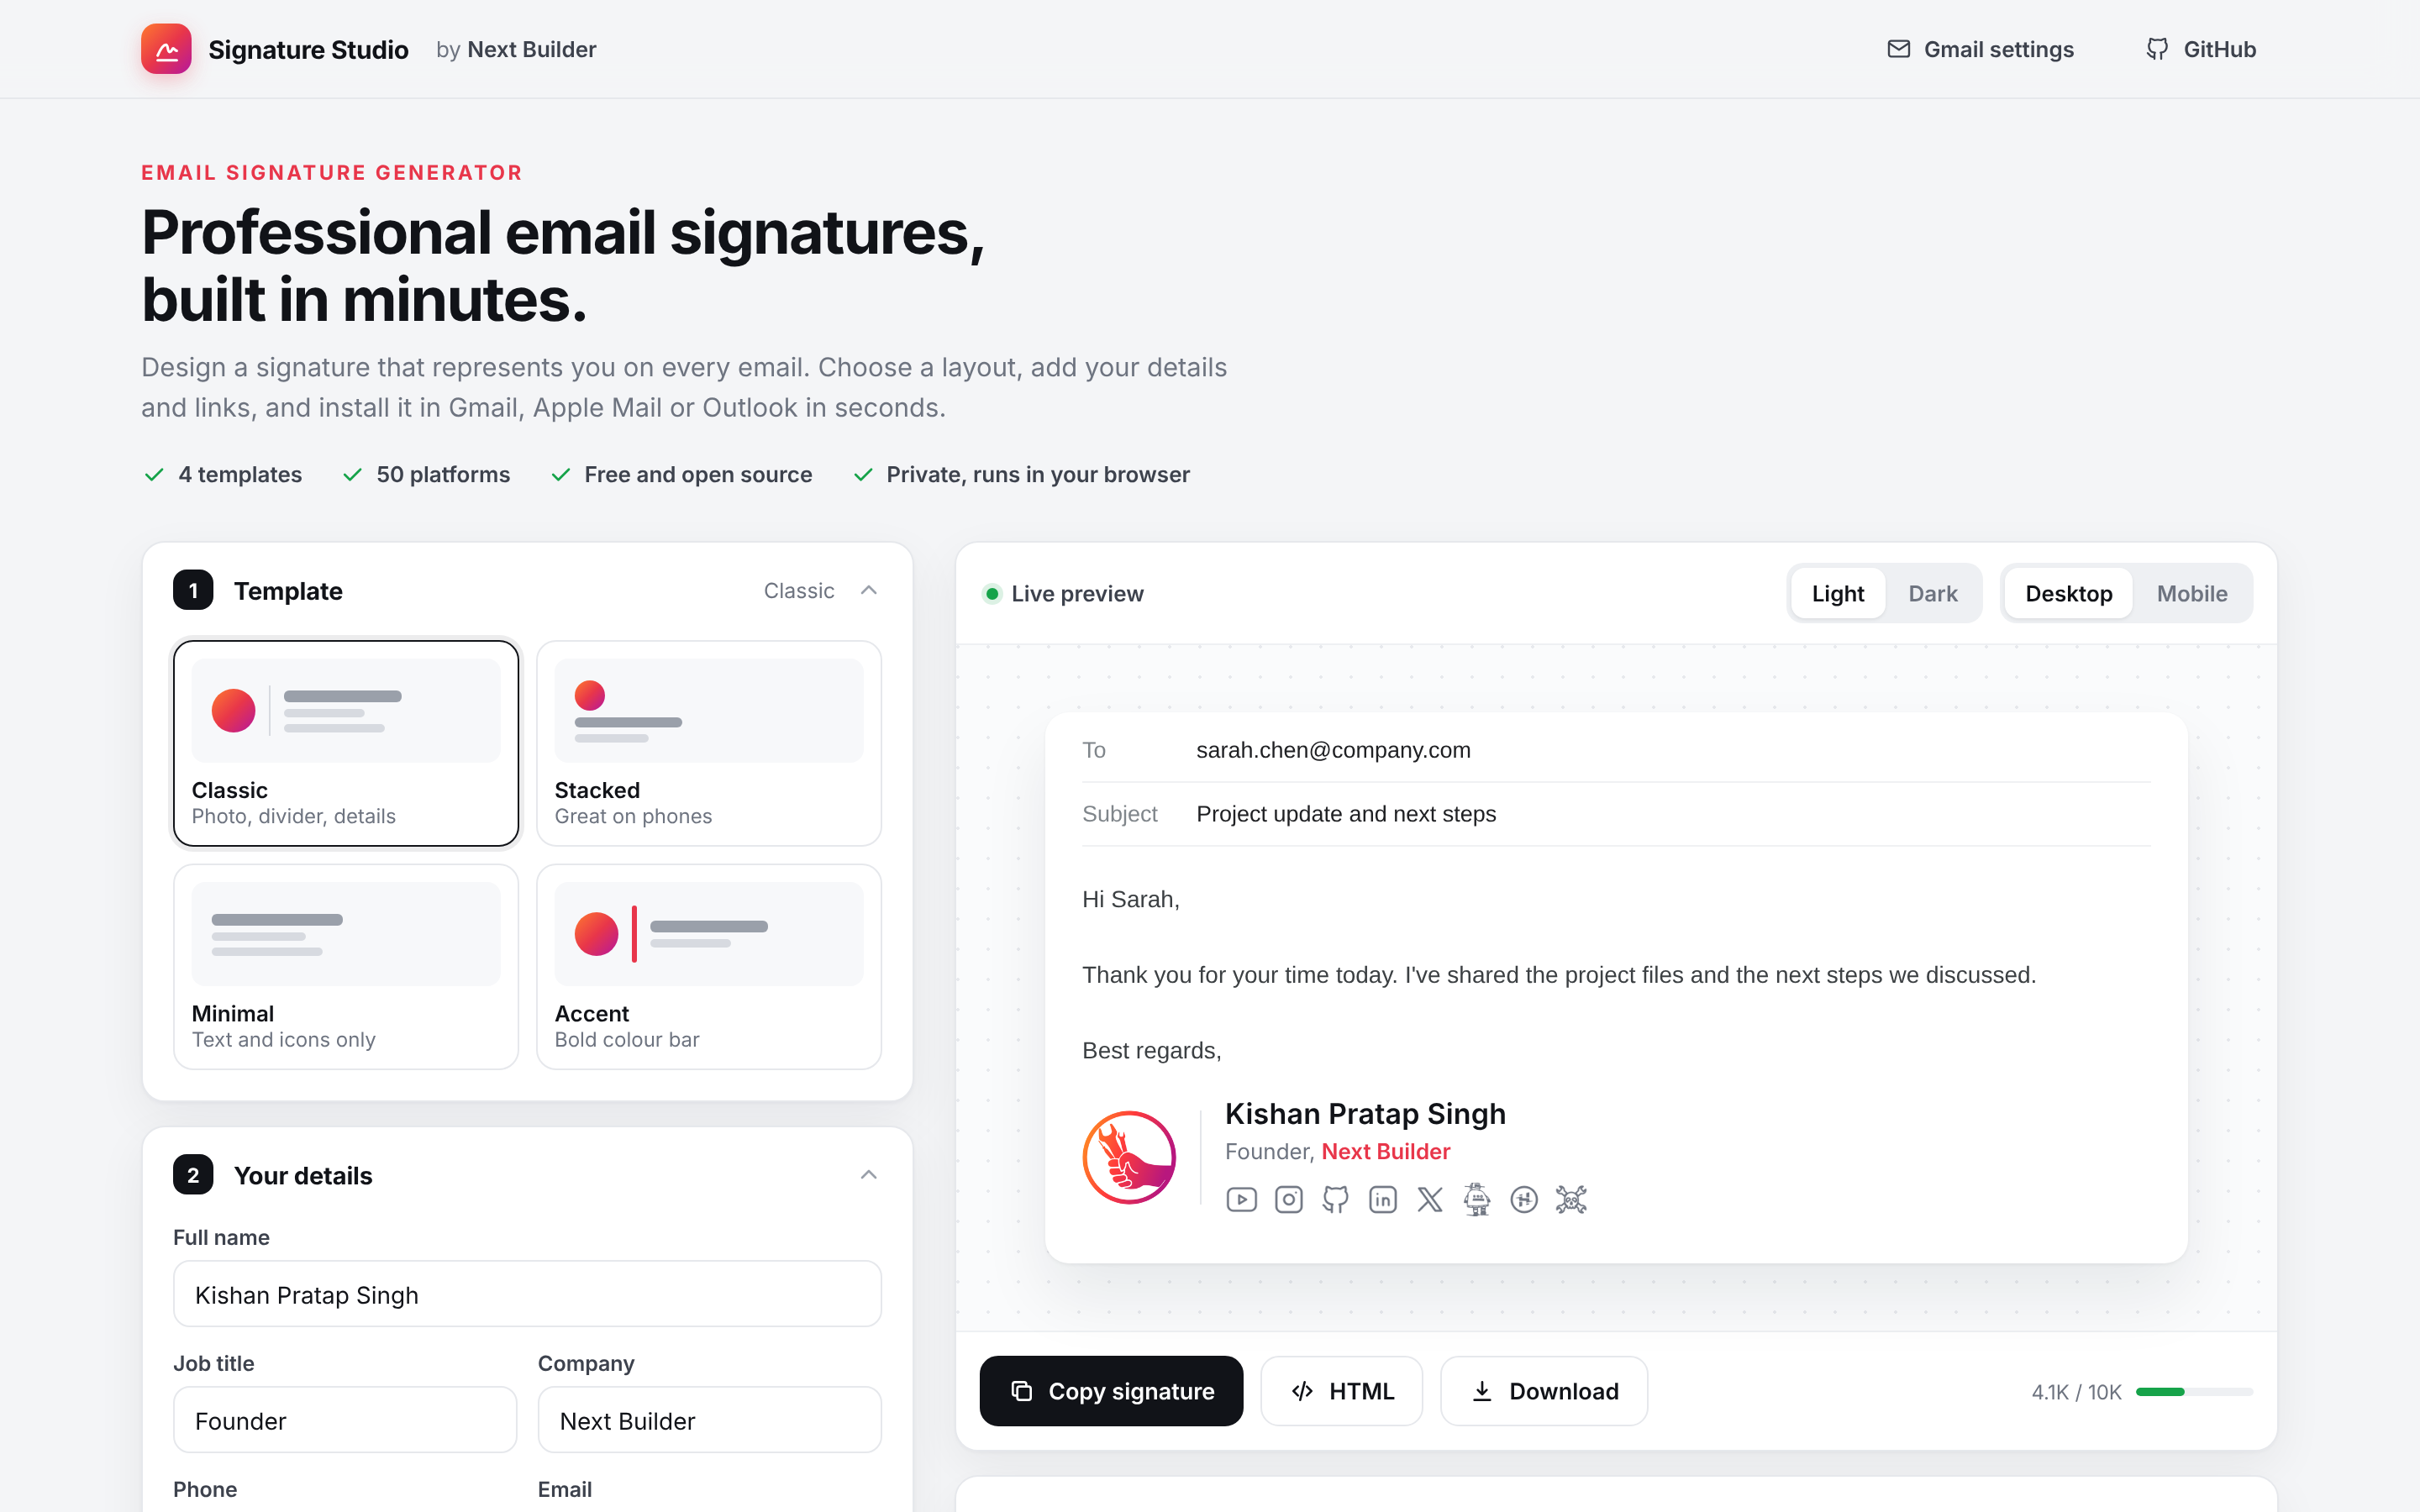 Signature Studio
by Next Builder
Gmail settings
GitHub
EMAIL SIGNATURE GENERATOR
Professional email signatures,
built in minutes.
Design a signature that represents you on every email. Choose a layout, add your details
and links, and install it in Gmail, Apple Mail or Outlook in seconds.
4 templates
50 platforms
Free and open source
Private, runs in your browser
1
Template
Classic
Classic
Photo, divider, details
Stacked
Great on phones
Minimal
Text and icons only
Accent
Bold colour bar
2
Your details
Full name
Kishan Pratap Singh
Job title
Company
Founder
Next Builder
Phone
Email
Live preview
Light
Dark
Desktop
Mobile
To
sarah.chen@company.com
Subject
Project update and next steps
Hi Sarah,
Thank you for your time today. I've shared the project files and the next steps we discussed.
Best regards,
Kishan Pratap Singh
Founder, Next Builder
Copy signature
HTML
Download
4.1K / 10K